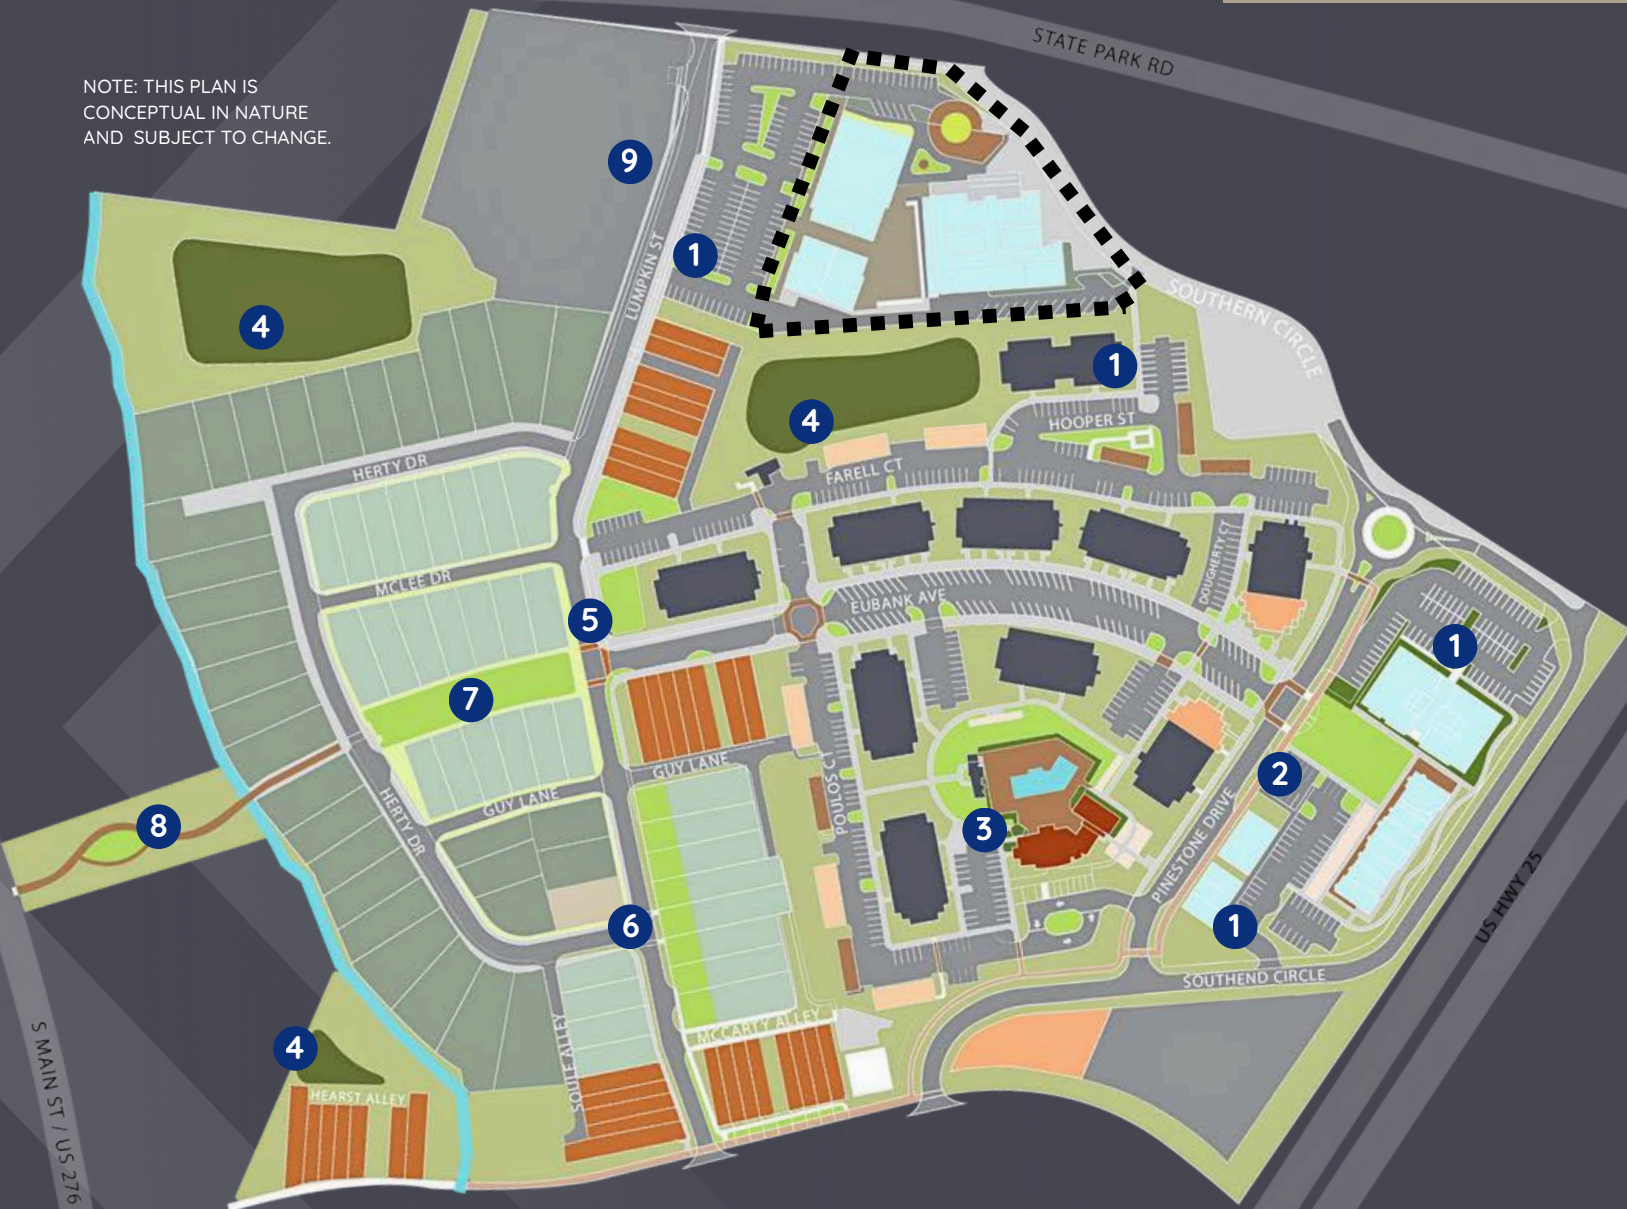 STATE PARK RD
NOTE: THIS PLAN IS
CONCEPTUAL IN NATURE
AND SUBJECT TO CHANGE.
9
1
LUMPKIN ST
SOUTHERN CIRCLE
4
1
4
HOOPER ST
HERTY DR
FARELL CT
DOUGHERTY CT
MCLEE DR
EUBANK AVE
5
1
7
GUY LANE
2
POULOS CT
GUY LANE
HERTY DR
8
3
PINESTONE DRIVE
US HWY 25
6
1
SOUTHEND CIRCLE
MCCARTY ALLEY
SOULE ALLEY
4
HEARST ALLEY
S MAIN ST / US 276